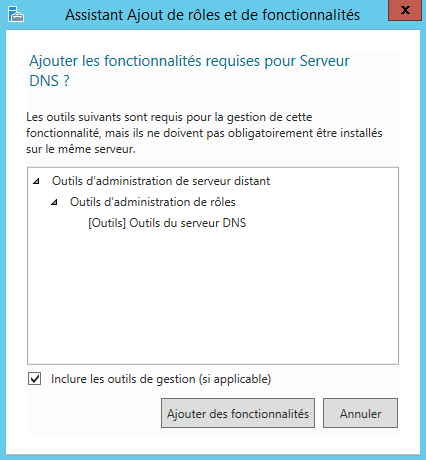 Assistant Ajout de rôles et de fonctionnalités
x
Ajouter les fonctionnalités requises pour Serveur
DNS ?
Les outils suivants sont requis pour la gestion de cette
fonctionnalité, mais ils ne doivent pas obligatoirement être installés
sur le même serveur.
Outils d'administration de serveur distant
Outils d'administration de rôles
[Outils] Outils du serveur DNS
Inclure les outils de gestion (si applicable)
Ajouter des fonctionnalités
Annuler